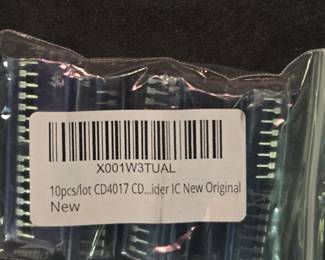 X001W3TUAL
10pcs/lot CD4017 CD...ider IC New Original
New